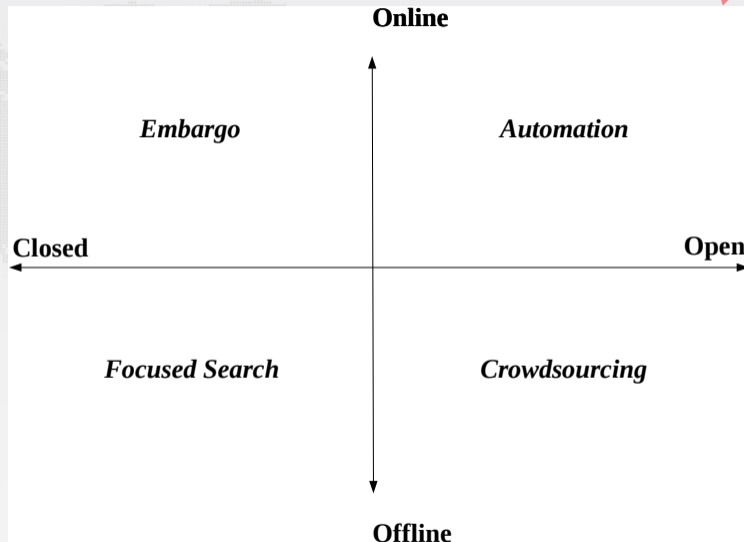 Online
Embargo Automation
Closed Open
Focused Search Crowdsourcing
Offline